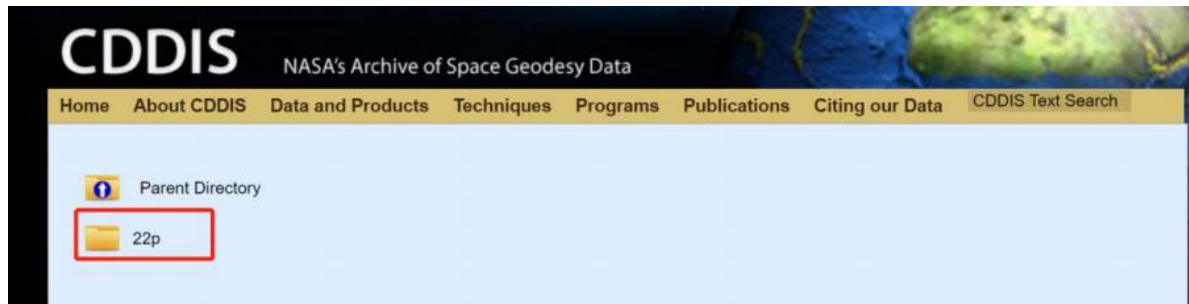 CDDIS NASA's Archive of Space Geodesy Data
Home About CDDIS Data and Products Techniques Programs Publications Citing our Data CDDIS Text Search
Parent Directory
22p